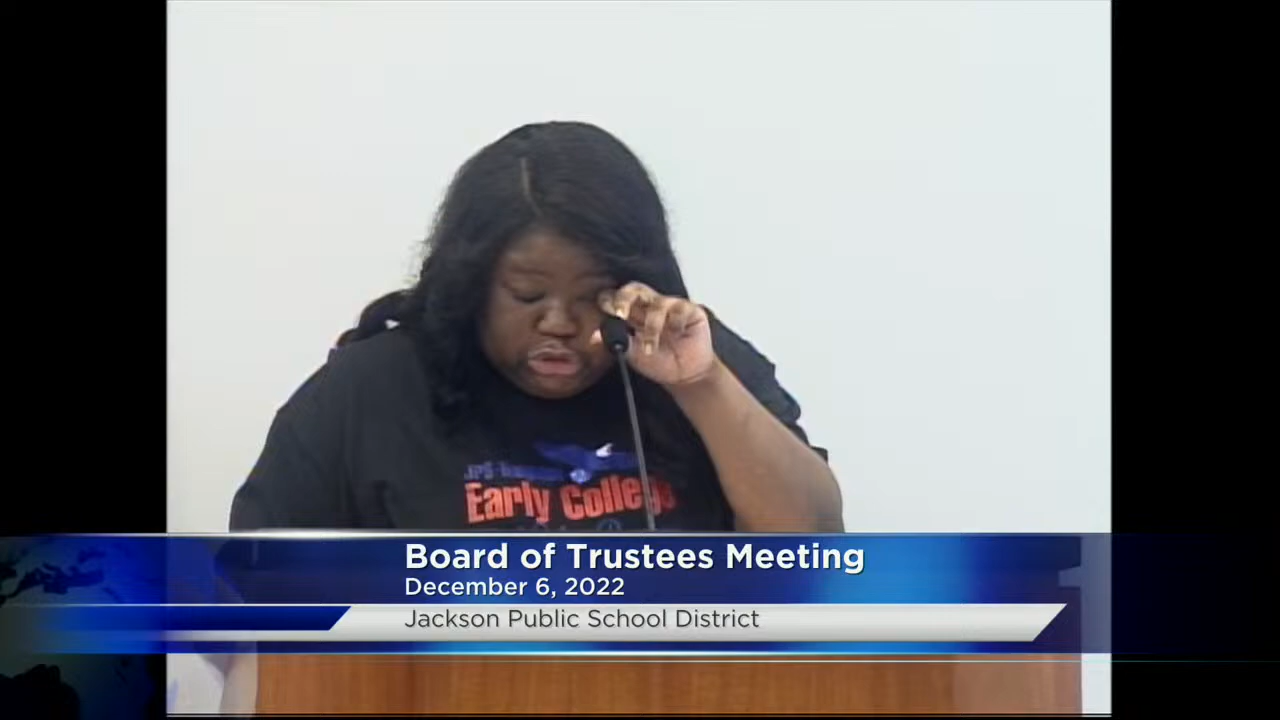 Early College
Board of Trustees Meeting
December 6, 2022
Jackson Public School District